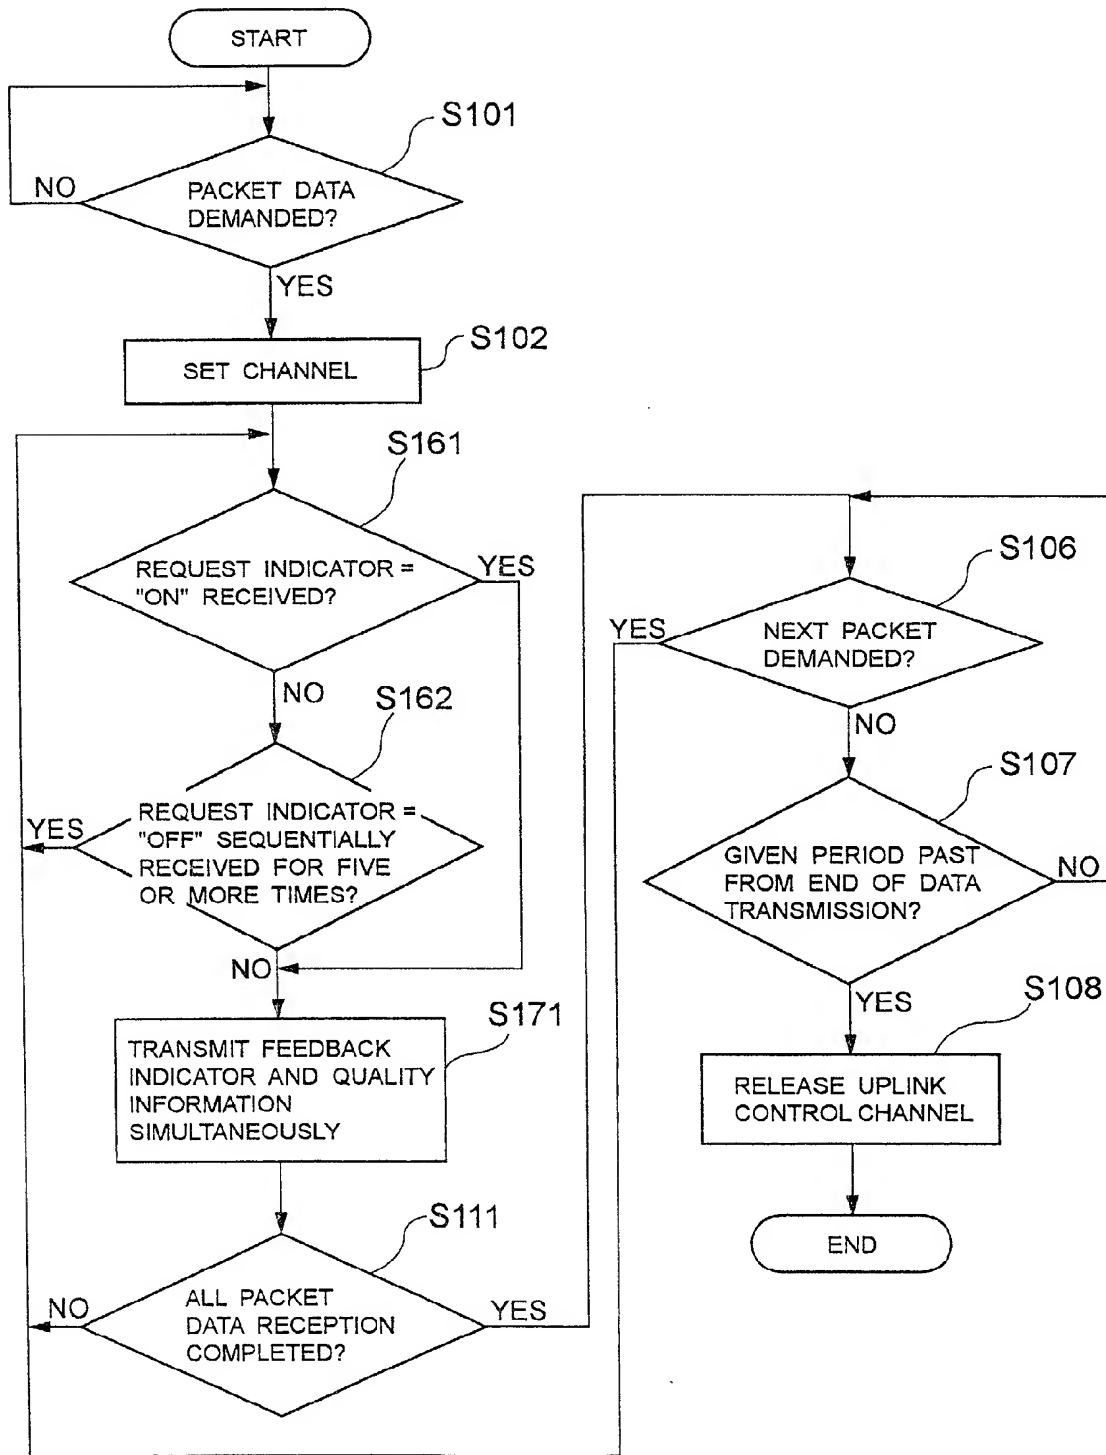 START
S101
NO
PACKET DATA
DEMANDED?
YES
S102
SET CHANNEL
S161
REQUEST INDICATOR =
"ON" RECEIVED?
YES
NO
S162
REQUEST INDICATOR =
"OFF" SEQUENTIALLY
RECEIVED FOR FIVE
OR MORE TIMES?
YES
NO
S171
TRANSMIT FEEDBACK
INDICATOR AND QUALITY
INFORMATION
SIMULTANEOUSLY
S111
ALL PACKET
DATA RECEPTION
COMPLETED?
NO
YES
S106
YES
NEXT PACKET
DEMANDED?
NO
S107
GIVEN PERIOD PAST
FROM END OF DATA
TRANSMISSION?
NO
YES
S108
RELEASE UPLINK
CONTROL CHANNEL
END